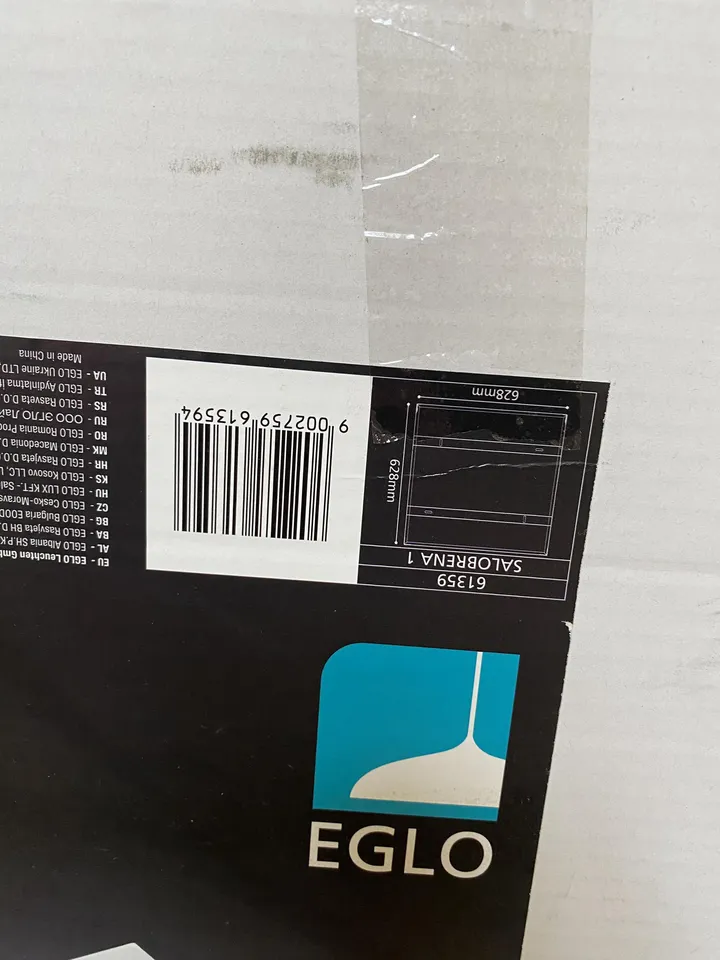 61359
SALOBRENA 1
628mm
628mm
9 002759 613594
EU - EGLO Leuchten Gmb
AL - EGLO Albania SH.P.K
BA - EGLO Rasvjeta BH D.
BG - EGLO Bulgaria EOOD
CZ - EGLO Cesko-Moravs
HU - EGLO LUX KFT. - Sal
KS - EGLO Kosovo LLC, L
HR - EGLO Rasvjeta D.O.
MK - EGLO Macedonia D.
RO - EGLO Romania Prod
RU - ООО ЭГЛО Лай
RS - EGLO Rasveta D.O.
TR - EGLO Aydinlatma It
UA - EGLO Ukraine LTD,
Made in China
EGLO